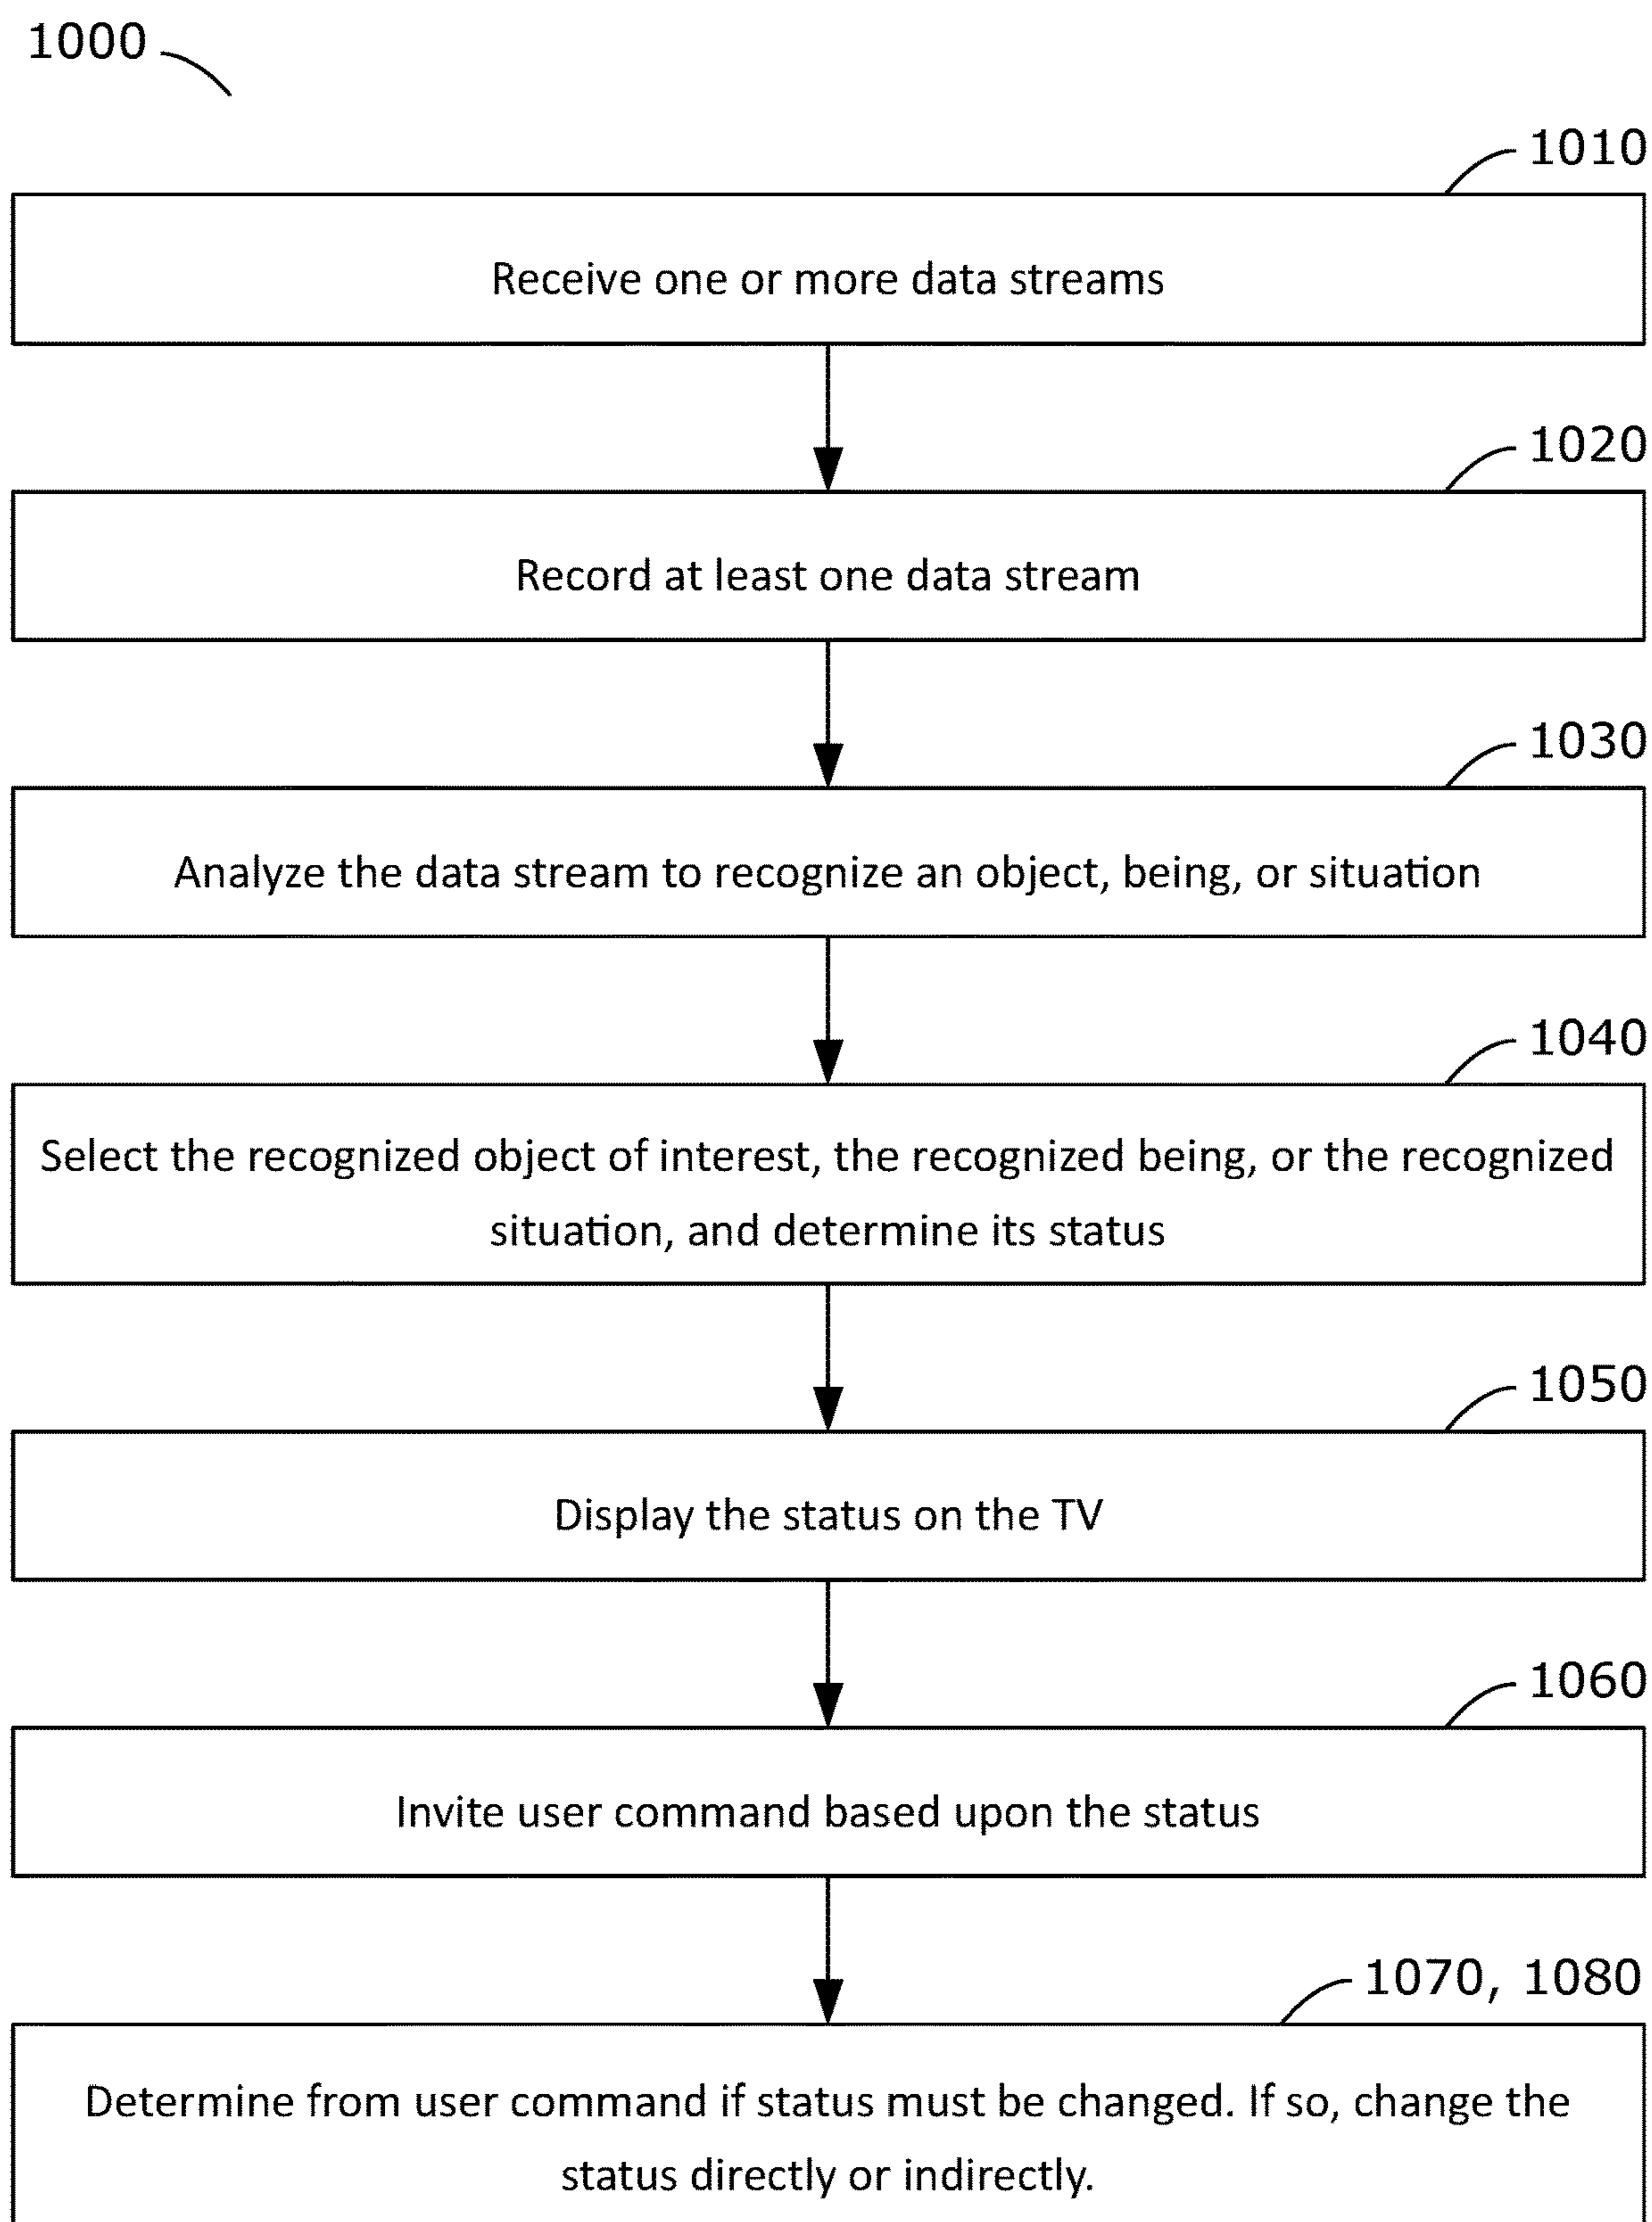 1000
1010
Receive one or more data streams
1020
Record at least one data stream
1030
Analyze the data stream to recognize an object, being, or situation
1040
Select the recognized object of interest, the recognized being, or the recognized
situation, and determine its status
1050
Display the status on the TV
1060
Invite user command based upon the status
1070, 1080
Determine from user command if status must be changed. If so, change the
status directly or indirectly.